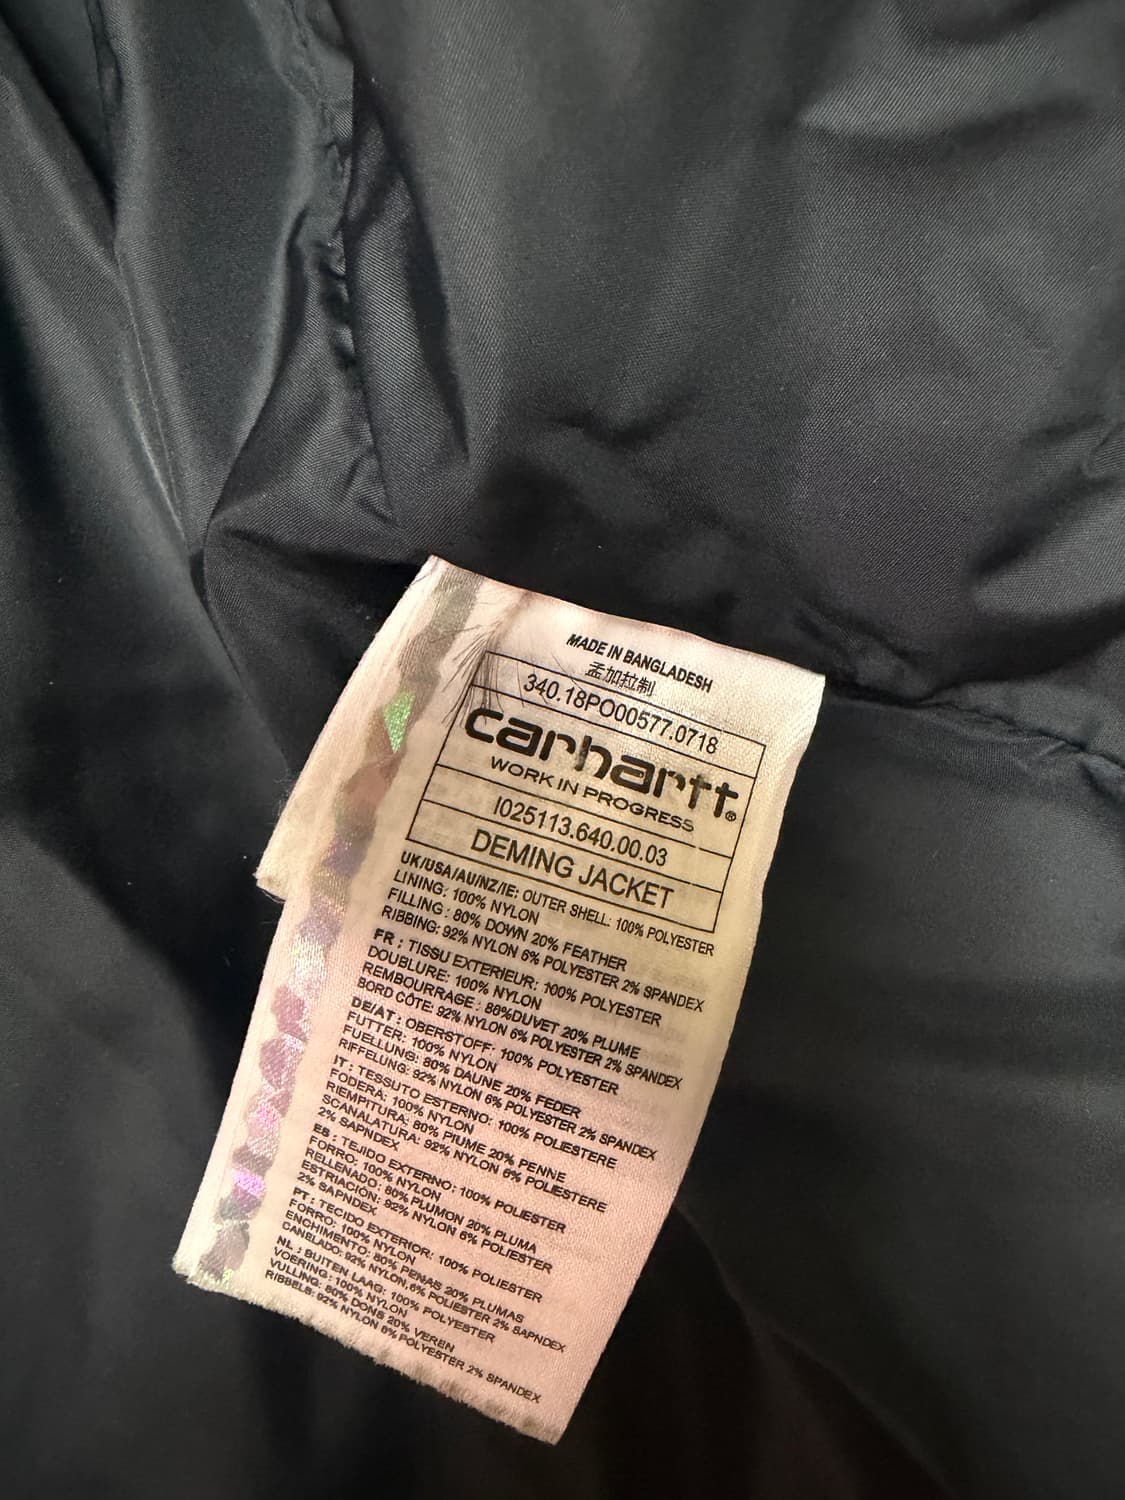 MADE IN BANGLADESH
孟加拉制
340.18PO00577.0718
carhartt®
WORK IN PROGRESS
I025113.640.00.03
DEMING JACKET
UK/USA/AU/NZ/IE: OUTER SHELL: 100% POLYESTER
LINING: 100% NYLON
FILLING: 80% DOWN 20% FEATHER
RIBBING: 92% NYLON 6% POLYESTER 2% SPANDEX
FR : TISSU EXTERIEUR: 100% POLYESTER
DOUBLURE: 100% NYLON
REMBOURRAGE : 80%DUVET 20% PLUME
BORD CÔTE: 92% NYLON 6% POLYESTER 2% SPANDEX
DE/AT : OBERSTOFF: 100% POLYESTER
FUTTER: 100% NYLON
FUELLUNG: 80% DAUNE 20% FEDER
RIFFELUNG: 92% NYLON 6% POLYESTER 2% SPANDEX
IT : TESSUTO ESTERNO: 100% POLIESTERE
FODERA: 100% NYLON
RIEMPITURA: 80% PIUME 20% PENNE
SCANALATURA: 92% NYLON 6% POLIESTERE
2% SAPNDEX
ES : TEJIDO EXTERNO: 100% POLIESTER
FORRO: 100% NYLON
RELLENADO: 80% PLUMON 20% PLUMA
ESTRIACIÓN: 92% NYLON 6% POLIESTER
2% SAPNDEX
PT : TECIDO EXTERIOR: 100% POLIESTER
FORRO: 100% NYLON
ENCHIMENTO: 80% PENAS 20% PLUMAS
CANELADO: 92% NYLON, 6% POLIESTER 2% SAPNDEX
NL : BUITEN LAAG: 100% POLYESTER
VOERING: 100% NYLON
VULLING: 80% DONS 20% VEREN
RIBBELS: 92% NYLON 6% POLYESTER 2% SPANDEX